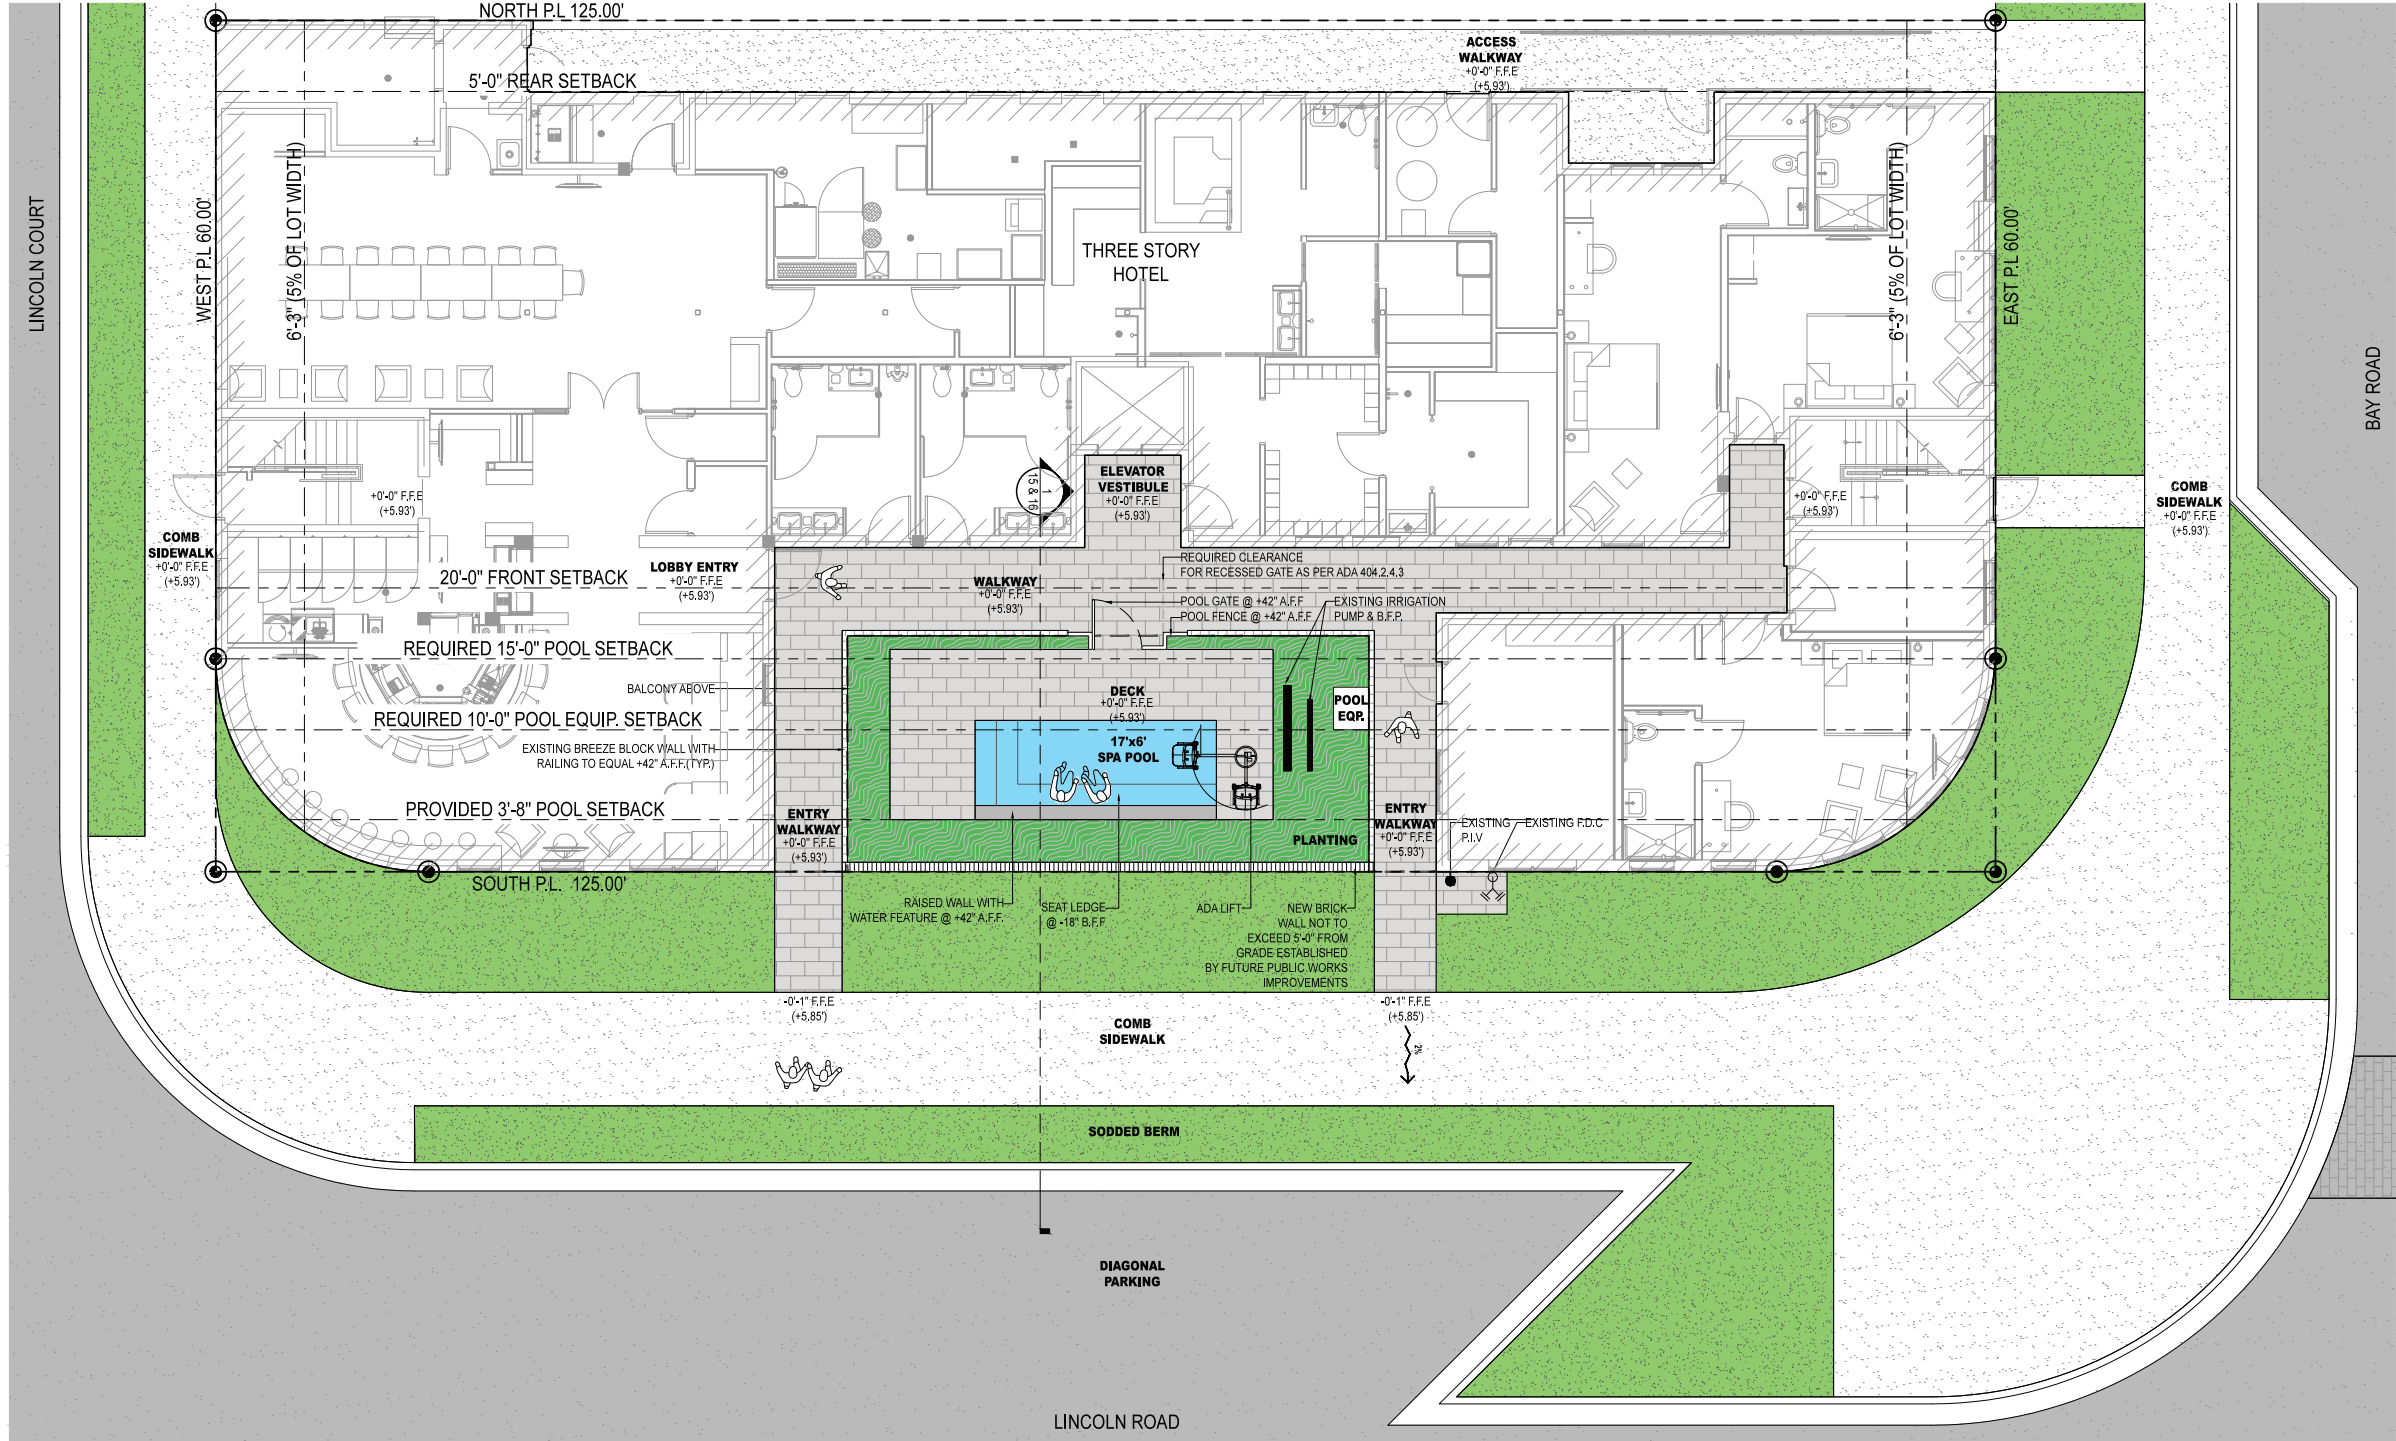 NORTH P.L 125.00'
ACCESS
WALKWAY
+0'-0" F.F.E
(+5.93')
5'-0" REAR SETBACK
LINCOLN COURT
WEST P.L 60.00'
6'-3" (5% OF LOT WIDTH)
THREE STORY
HOTEL
6'-3" (5% OF LOT WIDTH)
EAST P.L 60.00'
BAY ROAD
ELEVATOR
VESTIBULE
+0'-0" F.F.E
(+5.93')
1
15 & 16
+0'-0" F.F.E
(+5.93')
+0'-0" F.F.E
(+5.93')
COMB
SIDEWALK
+0'-0" F.F.E
(+5.93')
COMB
SIDEWALK
+0'-0" F.F.E
(+5.93')
20'-0" FRONT SETBACK
LOBBY ENTRY
+0'-0" F.F.E
(+5.93')
WALKWAY
+0'-0" F.F.E
(+5.93')
REQUIRED CLEARANCE
FOR RECESSED GATE AS PER ADA 404.2.4.3
POOL GATE @ +42" A.F.F
POOL FENCE @ +42" A.F.F
EXISTING IRRIGATION
PUMP & B.F.P.
REQUIRED 15'-0" POOL SETBACK
BALCONY ABOVE
DECK
+0'-0" F.F.E
(+5.93')
POOL
EQP.
REQUIRED 10'-0" POOL EQUIP. SETBACK
EXISTING BREEZE BLOCK WALL WITH
RAILING TO EQUAL +42" A.F.F.(TYP.)
17'x6'
SPA POOL
PROVIDED 3'-8" POOL SETBACK
ENTRY
WALKWAY
+0'-0" F.F.E
(+5.93')
PLANTING
ENTRY
WALKWAY
+0'-0" F.F.E
(+5.93')
EXISTING
P.I.V
EXISTING F.D.C
SOUTH P.L. 125.00'
RAISED WALL WITH
WATER FEATURE @ +42" A.F.F.
SEAT LEDGE
@ -18" B.F.F
ADA LIFT
NEW BRICK
WALL NOT TO
EXCEED 5'-0" FROM
GRADE ESTABLISHED
BY FUTURE PUBLIC WORKS
IMPROVEMENTS
-0'-1" F.F.E
(+5.85')
-0'-1" F.F.E
(+5.85')
COMB
SIDEWALK
2%
SODDED BERM
DIAGONAL
PARKING
LINCOLN ROAD